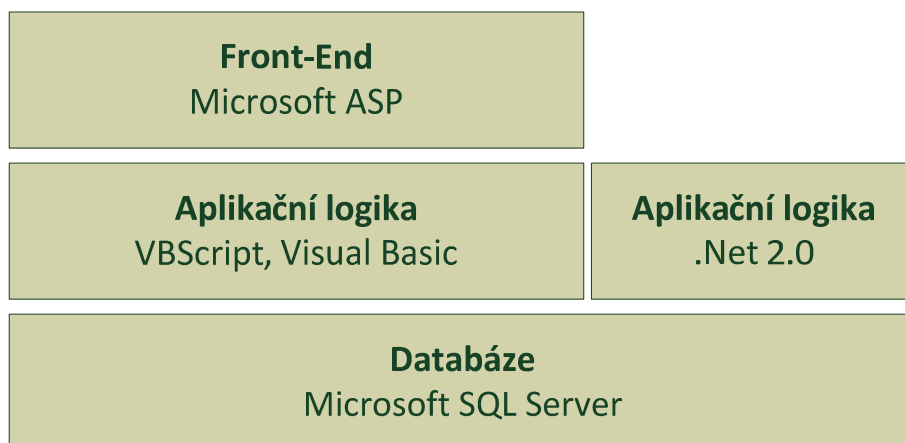 Front-End
Microsoft ASP
Aplikační logika
VBScript, Visual Basic
Aplikační logika
.Net 2.0
Databáze
Microsoft SQL Server